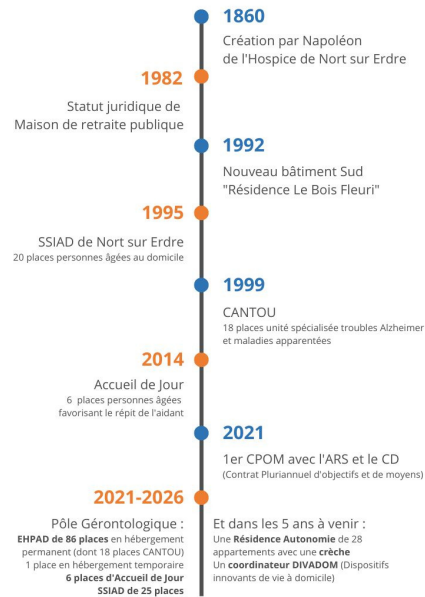 1860
Création par Napoléon
de l'Hospice de Nort sur Erdre
1982
Statut juridique de
Maison de retraite publique
1992
Nouveau bâtiment Sud
"Résidence Le Bois Fleuri"
1995
SSIAD de Nort sur Erdre
20 places personnes âgées au domicile
1999
CANTOU
18 places unité spécialisée troubles Alzheimer
et maladies apparentées
2014
Accueil de Jour
6 places personnes âgées
favorisant le répit de l'aidant
2021
1er CPOM avec l'ARS et le CD
(Contrat Pluriannuel d'objectifs et de moyens)
2021-2026
Pôle Gérontologique :
EHPAD de 86 places en hébergement
permanent (dont 18 places CANTOU)
1 place en hébergement temporaire
6 places d'Accueil de Jour
SSIAD de 25 places
Et dans les 5 ans à venir :
Une Résidence Autonomie de 28
appartements avec une crèche
Un coordinateur DIVADOM (Dispositifs
innovants de vie à domicile)